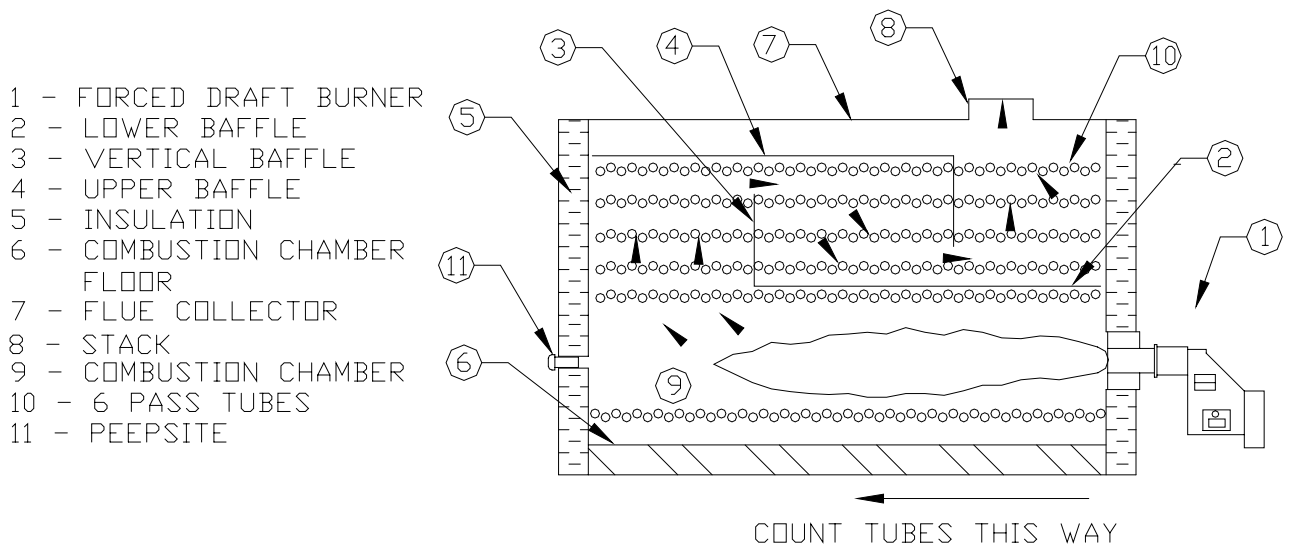 1 - FORCED DRAFT BURNER
2 - LOWER BAFFLE
3 - VERTICAL BAFFLE
4 - UPPER BAFFLE
5 - INSULATION
6 - COMBUSTION CHAMBER
FLOOR
7 - FLUE COLLECTOR
8 - STACK
9 - COMBUSTION CHAMBER
10 - 6 PASS TUBES
11 - PEEPSITE
8
3
4
7
10
5
2
1
11
6
9
COUNT TUBES THIS WAY